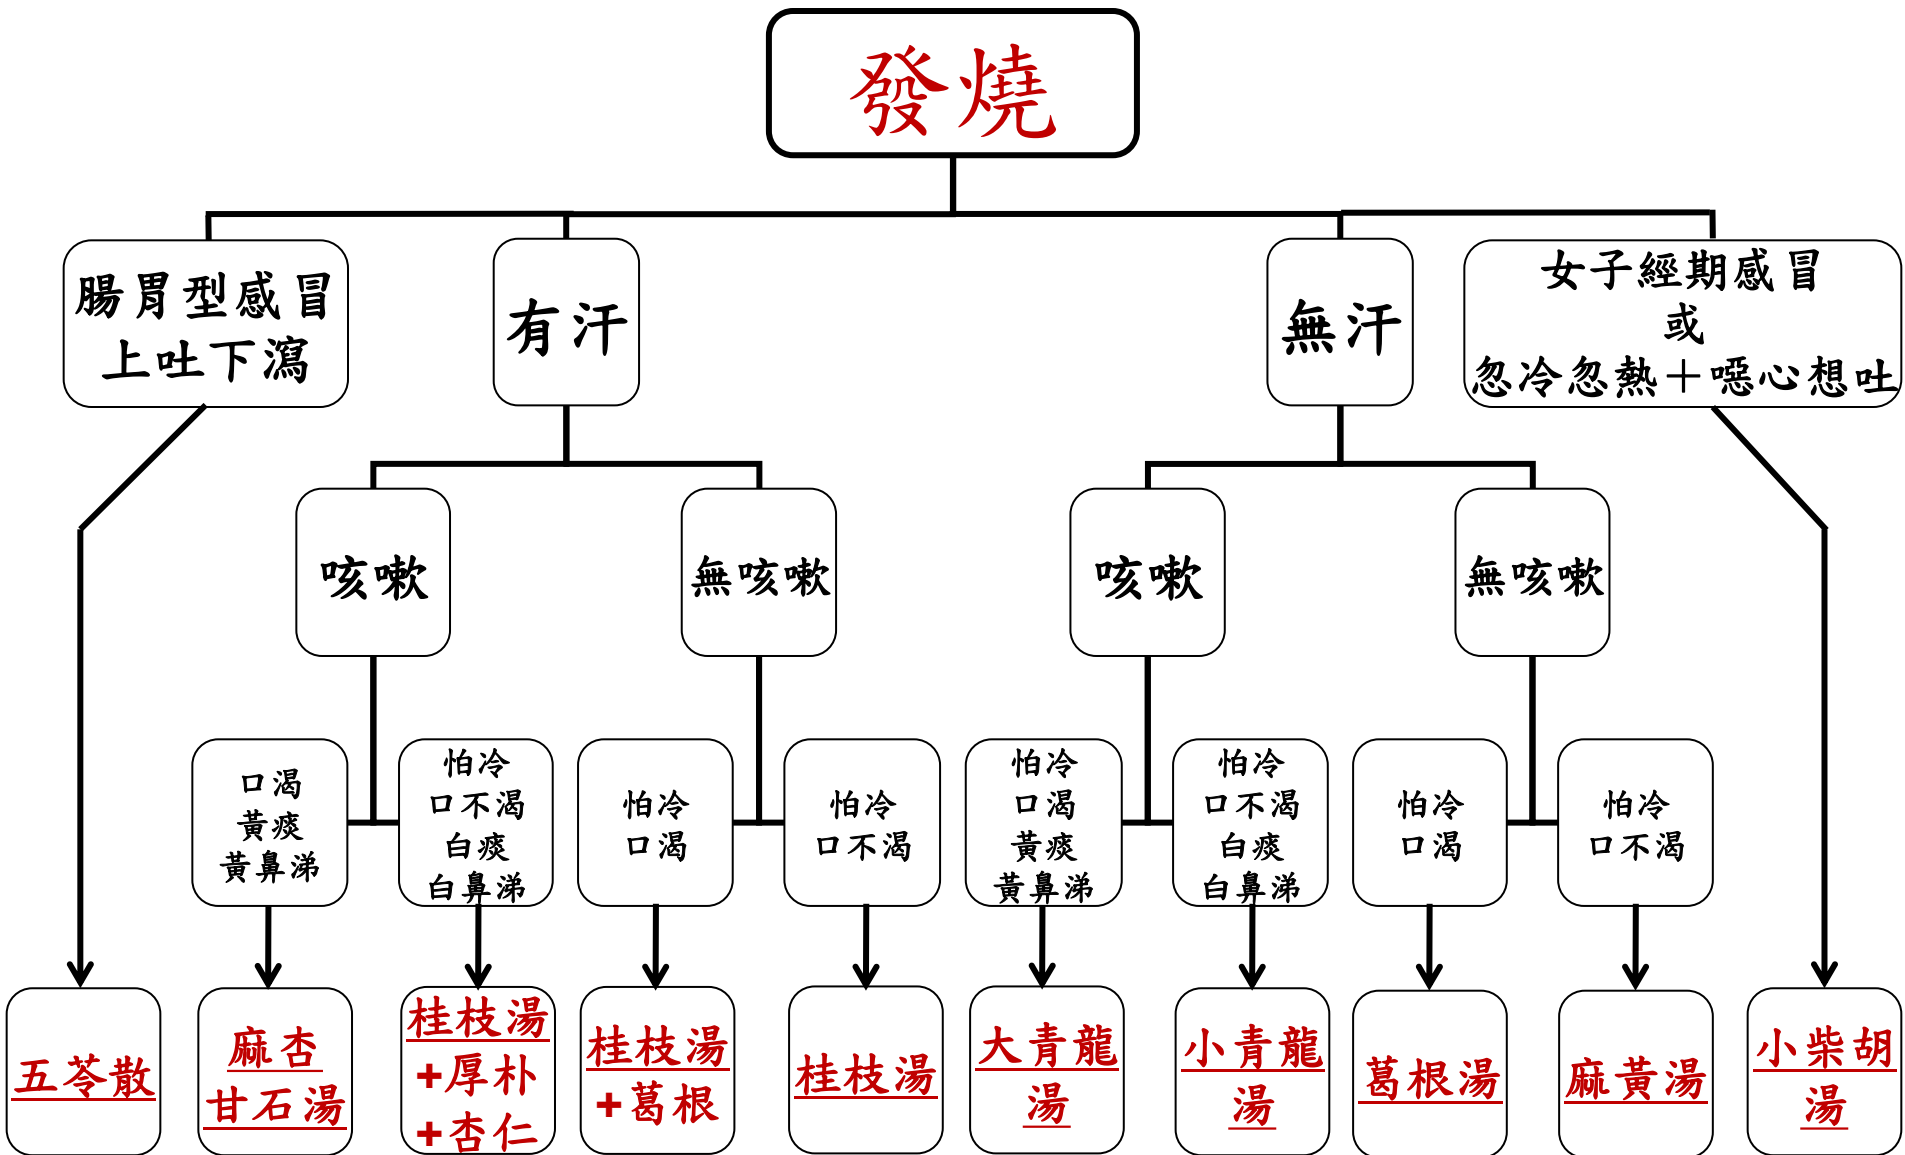 發燒
腸胃型感冒
上吐下瀉
有汗
無汗
女子經期感冒
或
忽冷忽熱＋噁心想吐
咳嗽
無咳嗽
咳嗽
無咳嗽
口渴
黃痰
黃鼻涕
怕冷
口不渴
白痰
白鼻涕
怕冷
口渴
怕冷
口不渴
怕冷
口渴
黃痰
黃鼻涕
怕冷
口不渴
白痰
白鼻涕
怕冷
口渴
怕冷
口不渴
五苓散
麻杏
甘石湯
桂枝湯
+厚朴
+杏仁
桂枝湯
+葛根
桂枝湯
大青龍
湯
小青龍
湯
葛根湯
麻黃湯
小柴胡
湯